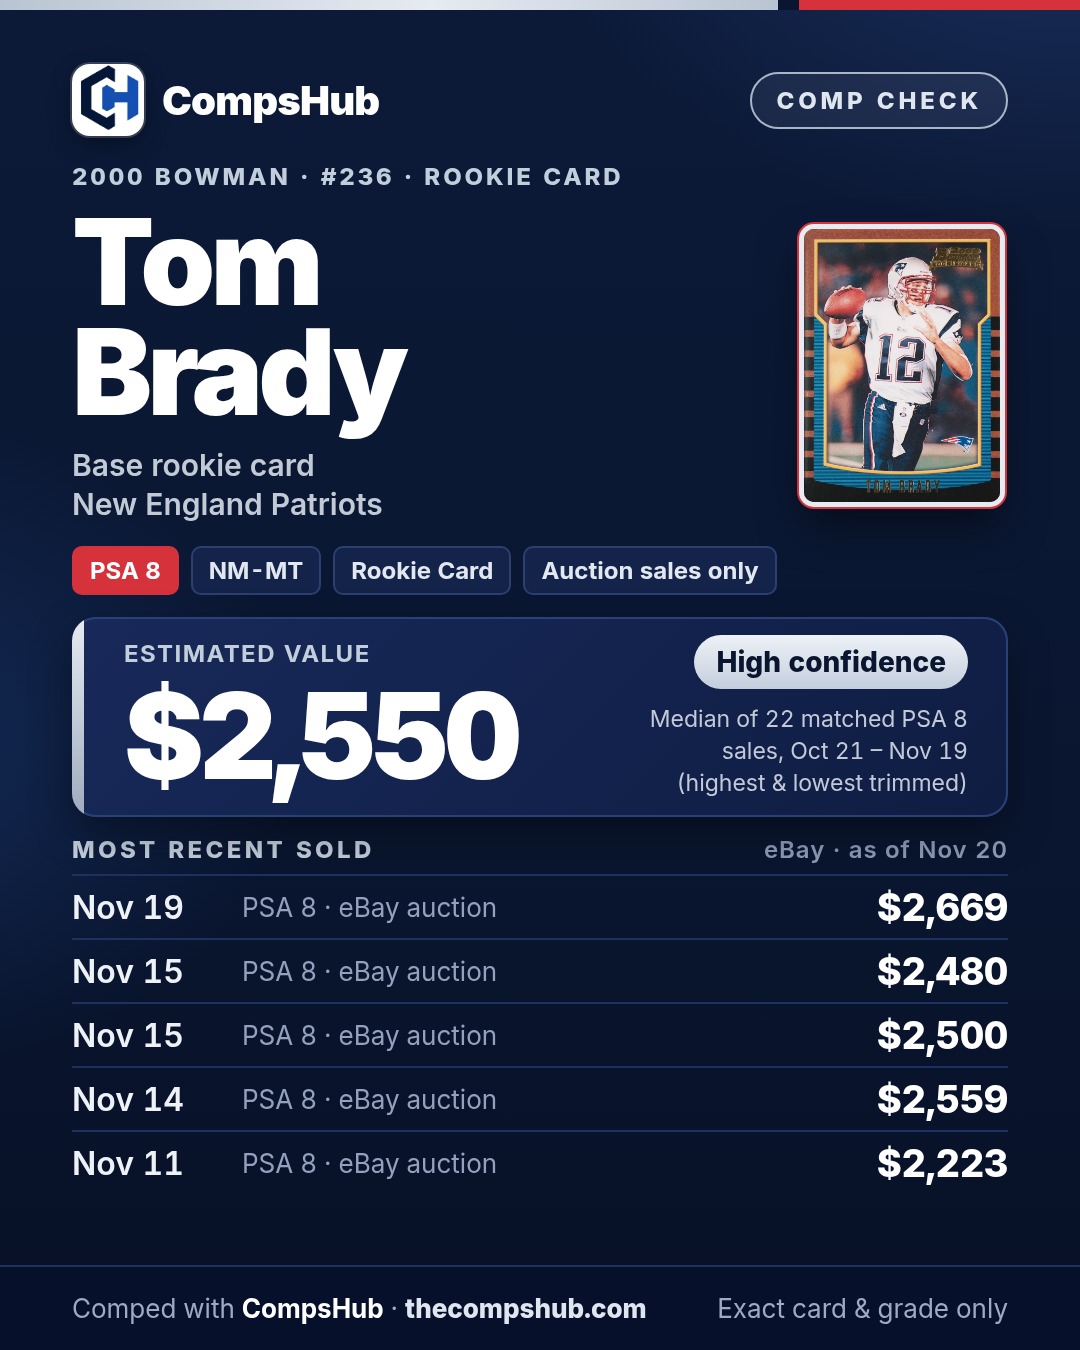 CompsHub
COMP CHECK
2000 BOWMAN · #236 · ROOKIE CARD
Tom
Brady
Base rookie card
New England Patriots
12
TOM BRADY
PSA 8
NM-MT
Rookie Card
Auction sales only
ESTIMATED VALUE
$2,550
High confidence
Median of 22 matched PSA 8
sales, Oct 21 – Nov 19
(highest & lowest trimmed)
MOST RECENT SOLD
eBay · as of Nov 20
Nov 19 PSA 8 · eBay auction $2,669
Nov 15 PSA 8 · eBay auction $2,480
Nov 15 PSA 8 · eBay auction $2,500
Nov 14 PSA 8 · eBay auction $2,559
Nov 11 PSA 8 · eBay auction $2,223
Comped with CompsHub · thecompshub.com
Exact card & grade only